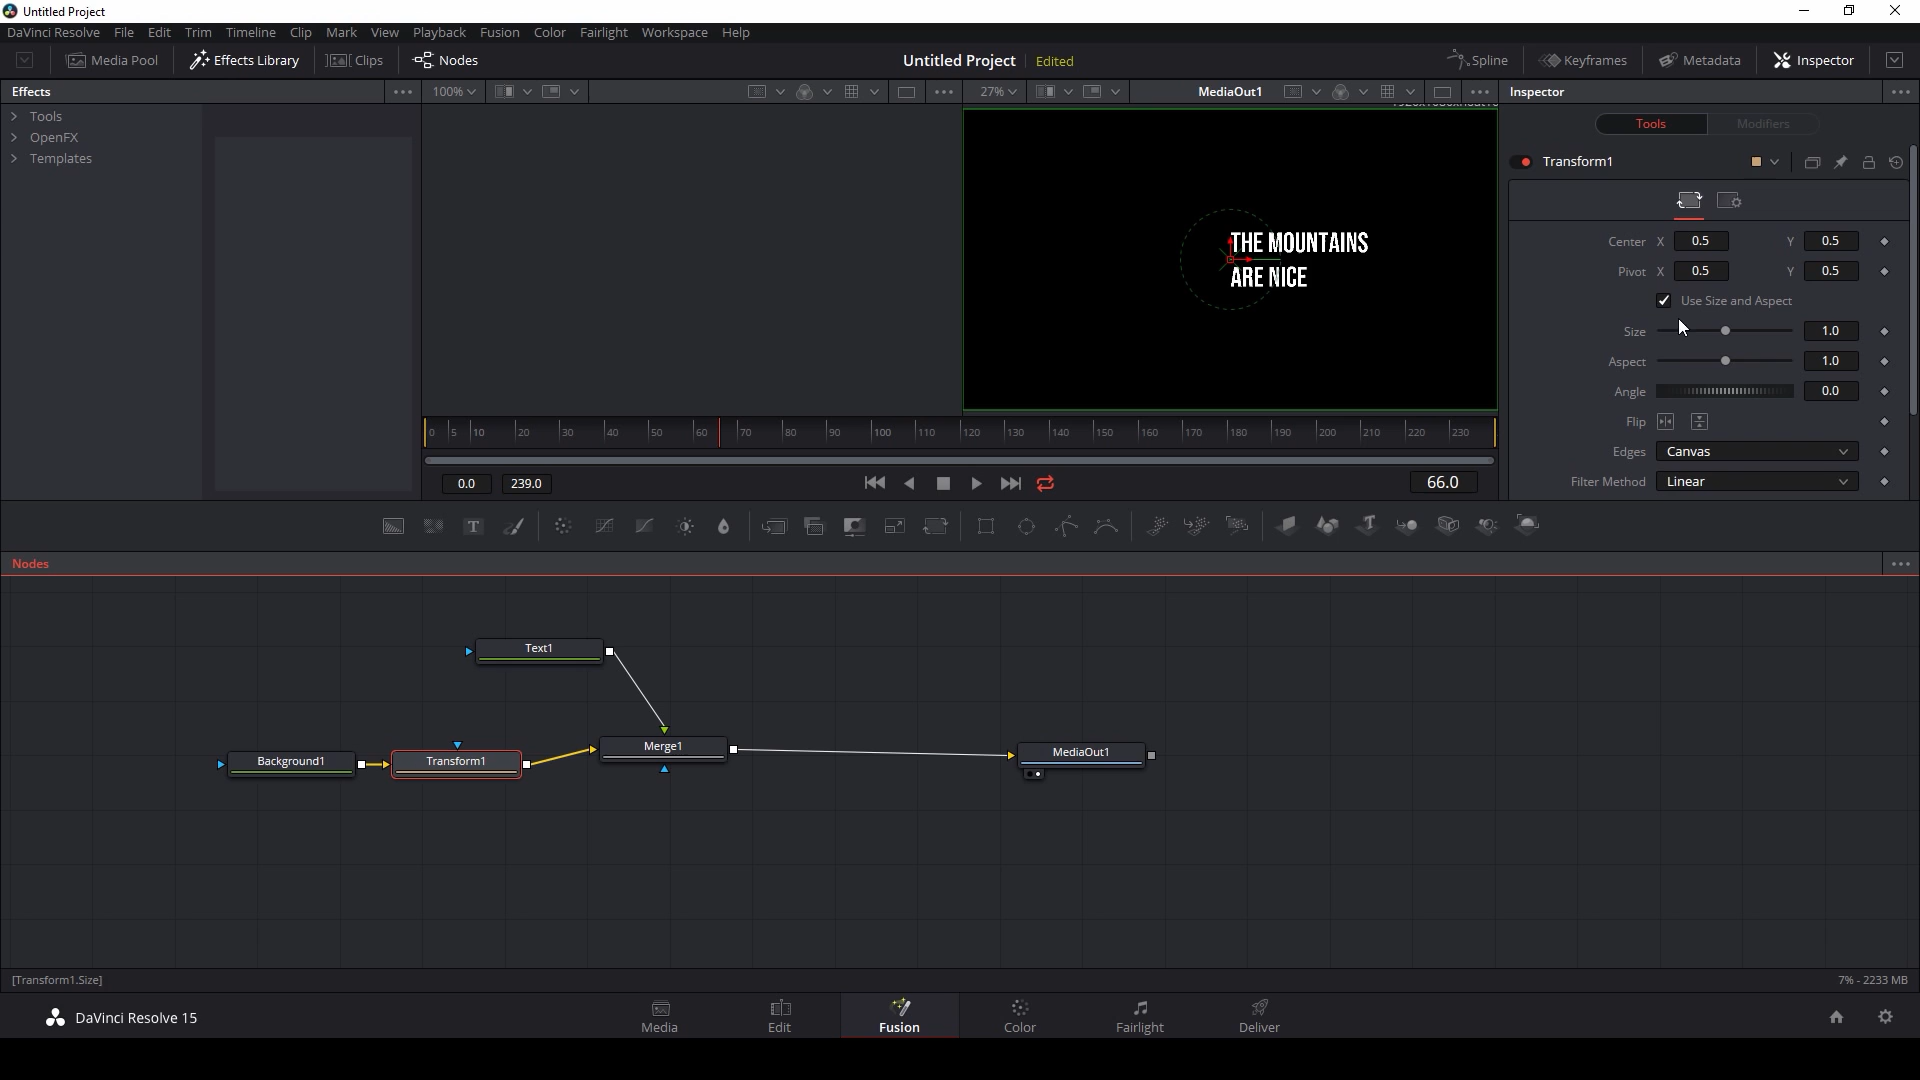 Untitled Project
DaVinci Resolve File Edit Trim Timeline Clip Mark View Playback Fusion Color Fairlight Workspace Help
Media Pool Effects Library Clips Nodes Untitled Project Edited Spline Keyframes Metadata Inspector
Effects 100% 27% MediaOut1 Inspector
Tools
OpenFX
Templates
Tools Modifiers
Transform1
THE MOUNTAINS
ARE NICE
Center X 0.5 Y 0.5
Pivot X 0.5 Y 0.5
Use Size and Aspect
Size 1.0
Aspect 1.0
Angle 0.0
Flip
Edges Canvas
Filter Method Linear
0 5 10 20 30 40 50 60 70 80 90 100 110 120 130 140 150 160 170 180 190 200 210 220 230
0.0 239.0 66.0
Nodes
Text1
Background1 Transform1 Merge1 MediaOut1
[Transform1.Size] 7% - 2233 MB
DaVinci Resolve 15 Media Edit Fusion Color Fairlight Deliver